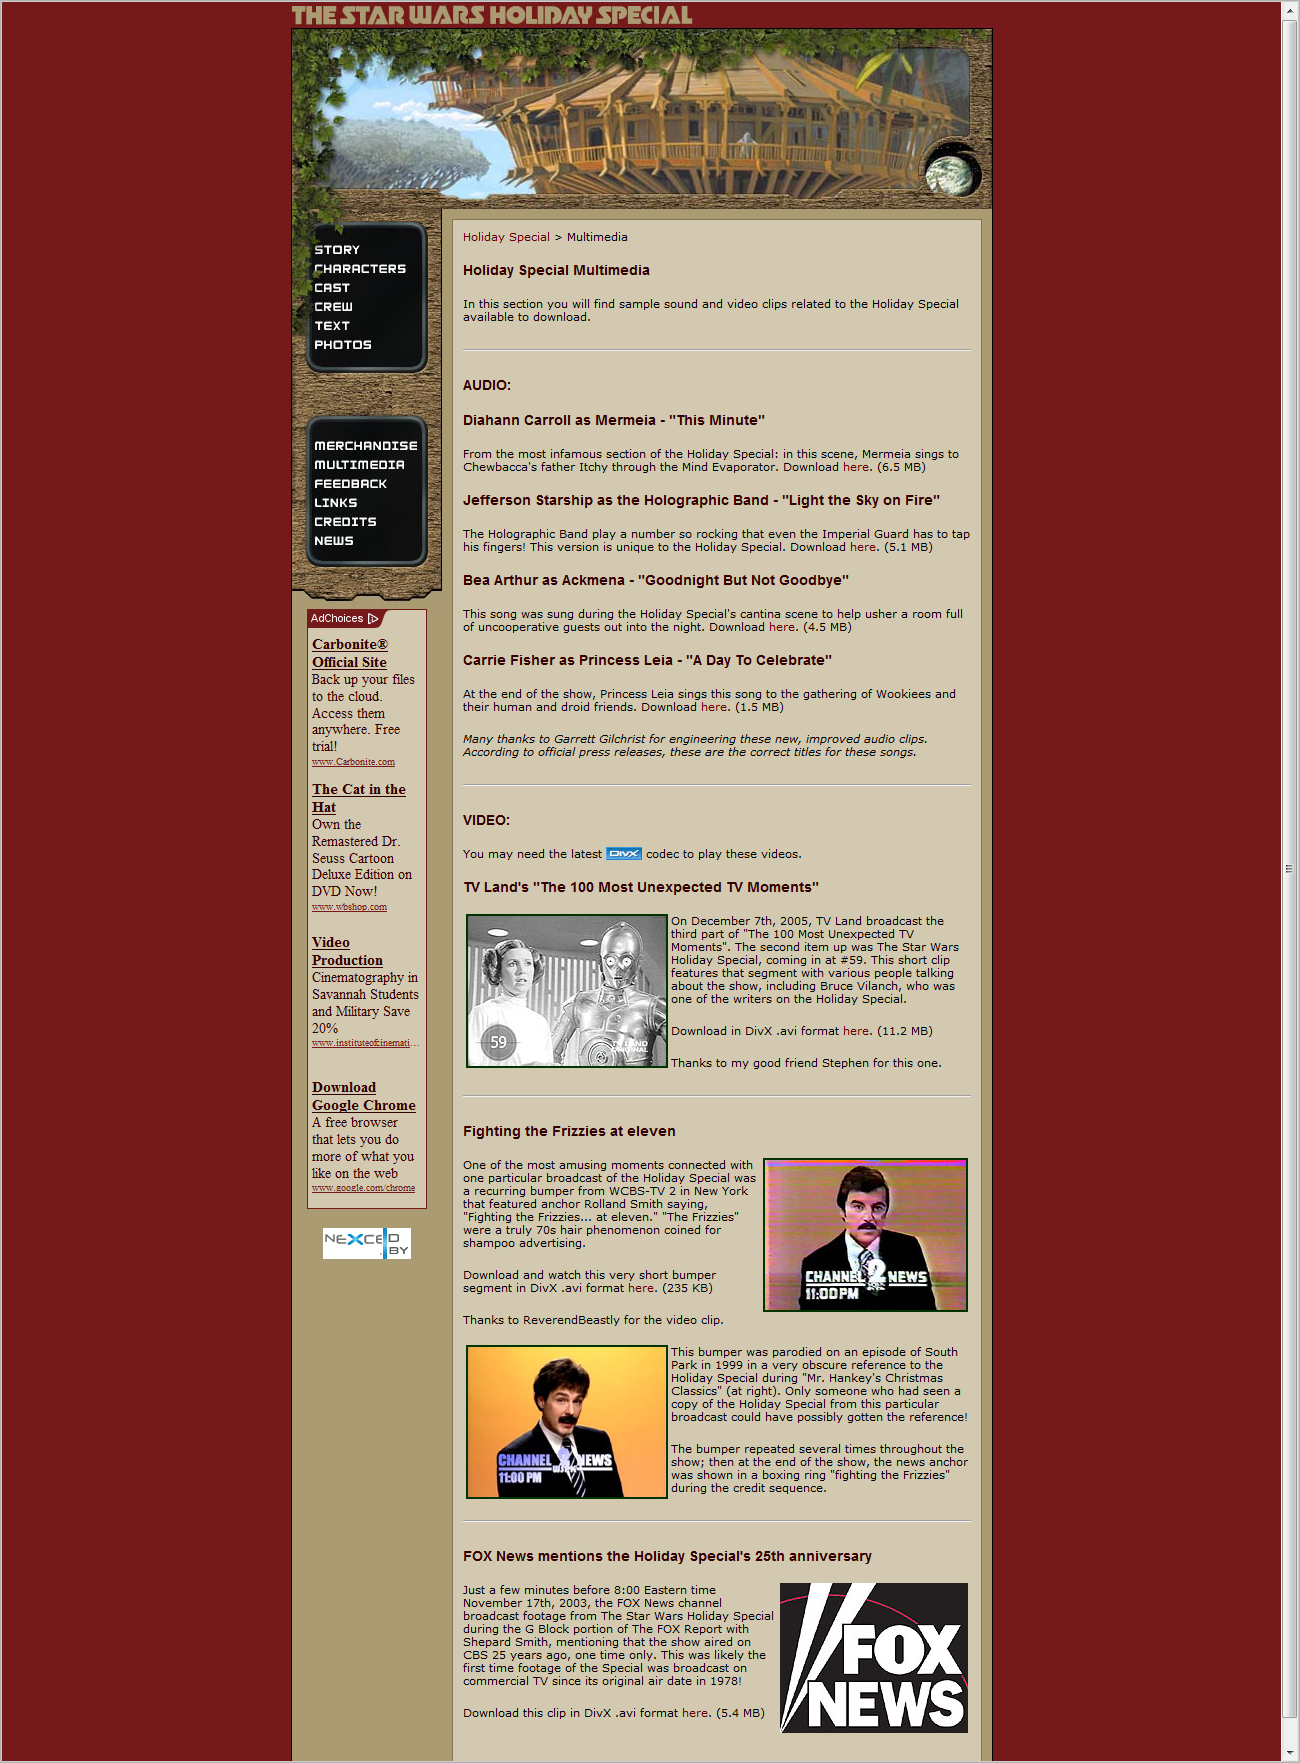 THE STAR WARS HOLIDAY SPECIAL
STORY
CHARACTERS
CAST
CREW
TEXT
PHOTOS
MERCHANDISE
MULTIMEDIA
FEEDBACK
LINKS
CREDITS
NEWS
AdChoices
Carbonite®
Official Site
Back up your files
to the cloud.
Access them
anywhere. Free
trial!
www.Carbonite.com
The Cat in the
Hat
Own the
Remastered Dr.
Seuss Cartoon
Deluxe Edition on
DVD Now!
www.wbshop.com
Video
Production
Cinematography in
Savannah Students
and Military Save
20%
www.instituteofcinemati...
Download
Google Chrome
A free browser
that lets you do
more of what you
like on the web
www.google.com/chrome
NEXCE D
.BY
Holiday Special > Multimedia
Holiday Special Multimedia
In this section you will find sample sound and video clips related to the Holiday Special
available to download.
AUDIO:
Diahann Carroll as Mermeia - "This Minute"
From the most infamous section of the Holiday Special: in this scene, Mermeia sings to
Chewbacca's father Itchy through the Mind Evaporator. Download here. (6.5 MB)
Jefferson Starship as the Holographic Band - "Light the Sky on Fire"
The Holographic Band play a number so rocking that even the Imperial Guard has to tap
his fingers! This version is unique to the Holiday Special. Download here. (5.1 MB)
Bea Arthur as Ackmena - "Goodnight But Not Goodbye"
This song was sung during the Holiday Special's cantina scene to help usher a room full
of uncooperative guests out into the night. Download here. (4.5 MB)
Carrie Fisher as Princess Leia - "A Day To Celebrate"
At the end of the show, Princess Leia sings this song to the gathering of Wookiees and
their human and droid friends. Download here. (1.5 MB)
Many thanks to Garrett Gilchrist for engineering these new, improved audio clips.
According to official press releases, these are the correct titles for these songs.
VIDEO:
You may need the latest DIVX codec to play these videos.
TV Land's "The 100 Most Unexpected TV Moments"
59
TV LAND
ORIGINAL
On December 7th, 2005, TV Land broadcast the
third part of "The 100 Most Unexpected TV
Moments". The second item up was The Star Wars
Holiday Special, coming in at #59. This short clip
features that segment with various people talking
about the show, including Bruce Vilanch, who was
one of the writers on the Holiday Special.
Download in DivX .avi format here. (11.2 MB)
Thanks to my good friend Stephen for this one.
Fighting the Frizzies at eleven
One of the most amusing moments connected with
one particular broadcast of the Holiday Special was
a recurring bumper from WCBS-TV 2 in New York
that featured anchor Rolland Smith saying,
"Fighting the Frizzies... at eleven." "The Frizzies"
were a truly 70s hair phenomenon coined for
shampoo advertising.
Download and watch this very short bumper
segment in DivX .avi format here. (235 KB)
Thanks to ReverendBeastly for the video clip.
CHANNEL 2 NEWS
11:00PM
CHANNEL NEWS
11:00 PM
This bumper was parodied on an episode of South
Park in 1999 in a very obscure reference to the
Holiday Special during "Mr. Hankey's Christmas
Classics" (at right). Only someone who had seen a
copy of the Holiday Special from this particular
broadcast could have possibly gotten the reference!
The bumper repeated several times throughout the
show; then at the end of the show, the news anchor
was shown in a boxing ring "fighting the Frizzies"
during the credit sequence.
FOX News mentions the Holiday Special's 25th anniversary
Just a few minutes before 8:00 Eastern time
November 17th, 2003, the FOX News channel
broadcast footage from The Star Wars Holiday Special
during the G Block portion of The FOX Report with
Shepard Smith, mentioning that the show aired on
CBS 25 years ago, one time only. This was likely the
first time footage of the Special was broadcast on
commercial TV since its original air date in 1978!
Download this clip in DivX .avi format here. (5.4 MB)
FOX
NEWS